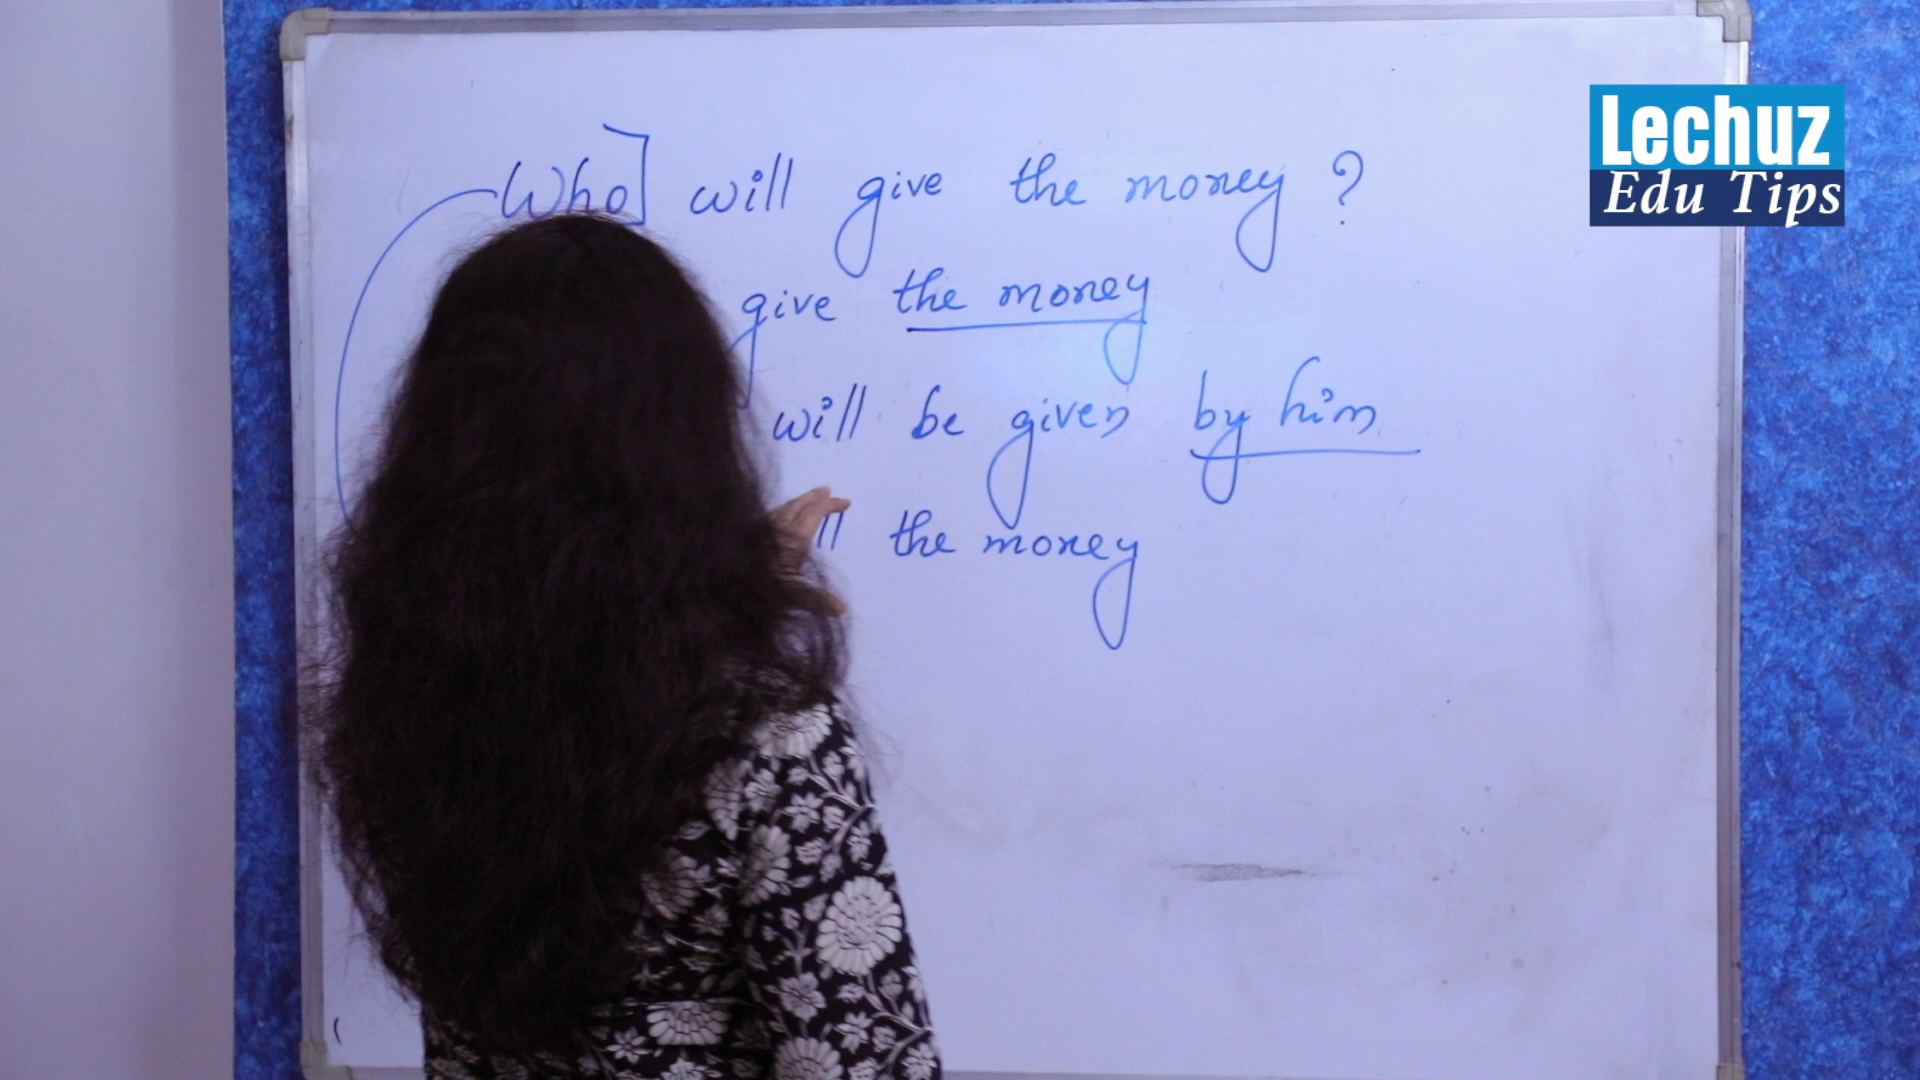 Who] will give the money ?
give the money
will be given by him
the money
Lechuz
Edu Tips